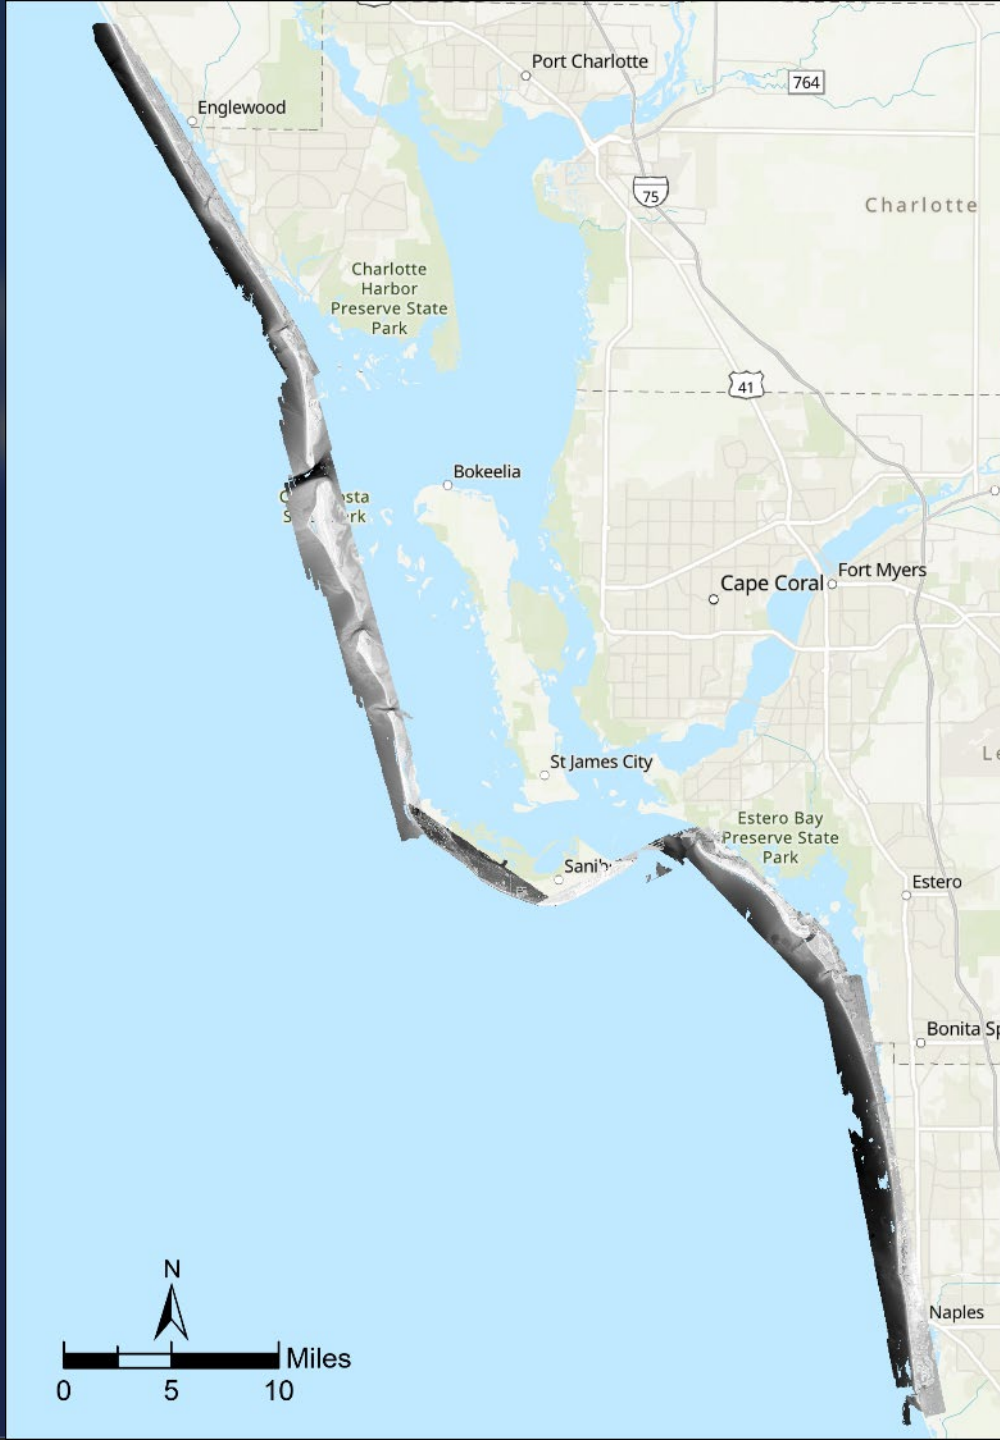 Port Charlotte
764
Englewood
75
Charlotte
Charlotte
Harbor
Preserve State
Park
41
Bokeelia
Cape Coral
Fort Myers
St James City
Estero Bay
Preserve State
Park
Estero
Bonita
Naples
N
Miles
0 5 10